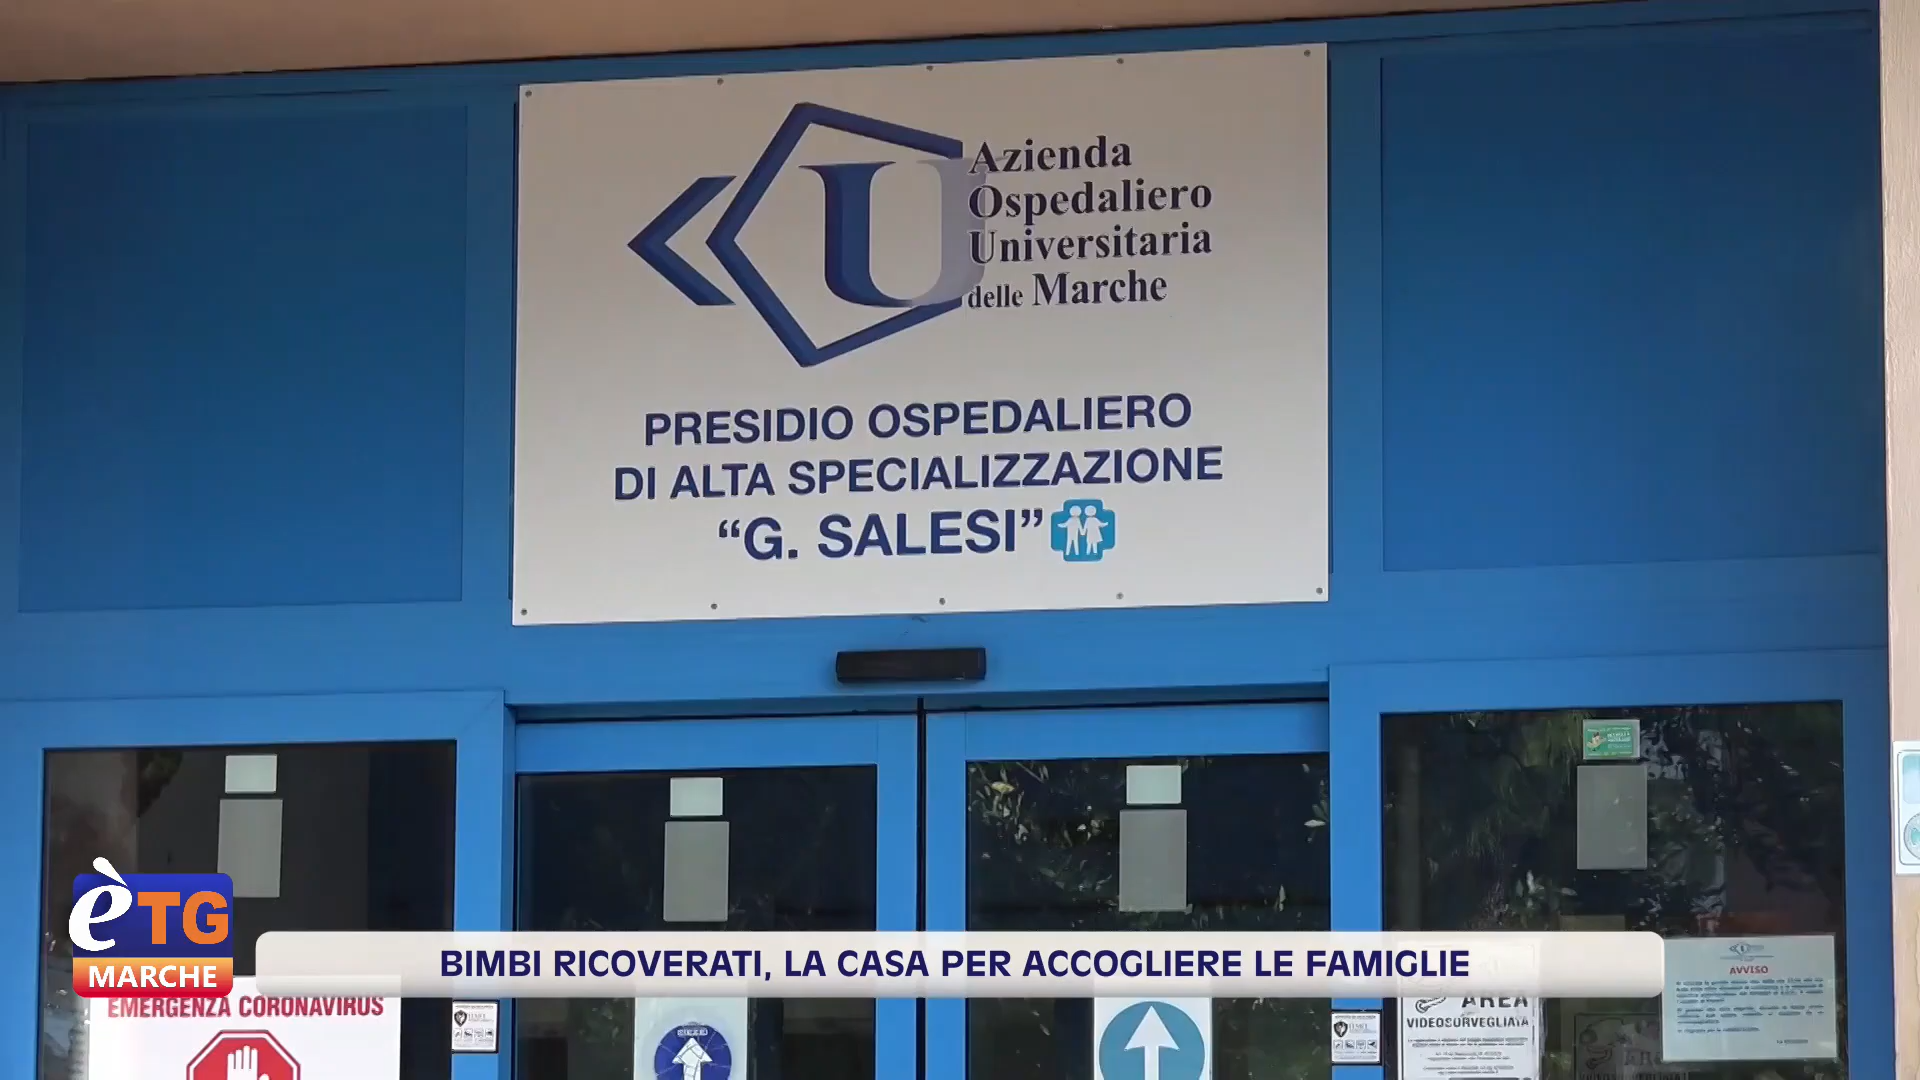 Azienda
Ospedaliero
Universitaria
delle Marche
U
PRESIDIO OSPEDALIERO
DI ALTA SPECIALIZZAZIONE
“G. SALESI”
èTG
MARCHE
BIMBI RICOVERATI, LA CASA PER ACCOGLIERE LE FAMIGLIE
EMERGENZA CORONAVIRUS
AREA
VIDEOSORVEGLIATA
AVVISO